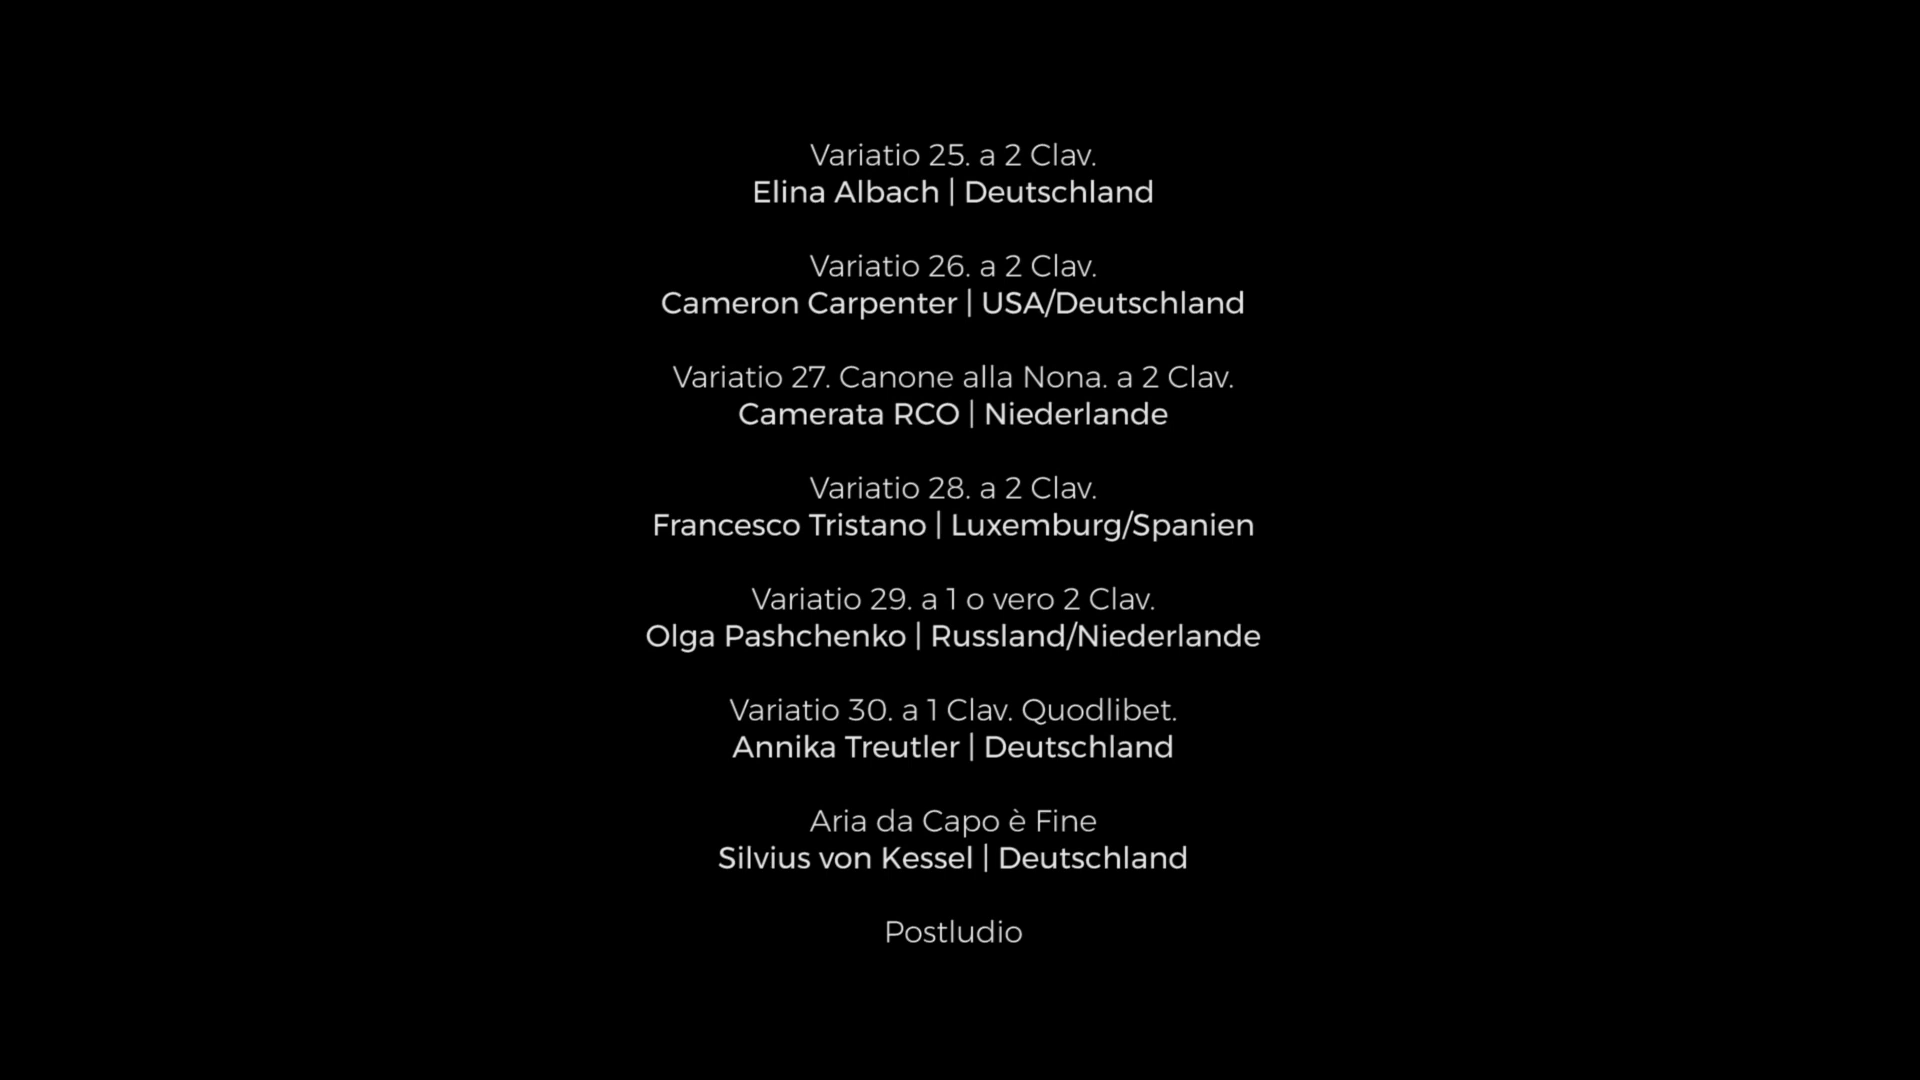 Variatio 25. a 2 Clav.
Elina Albach | Deutschland
Variatio 26. a 2 Clav.
Cameron Carpenter | USA/Deutschland
Variatio 27. Canone alla Nona. a 2 Clav.
Camerata RCO | Niederlande
Variatio 28. a 2 Clav.
Francesco Tristano | Luxemburg/Spanien
Variatio 29. a 1 o vero 2 Clav.
Olga Pashchenko | Russland/Niederlande
Variatio 30. a 1 Clav. Quodlibet.
Annika Treutler | Deutschland
Aria da Capo è Fine
Silvius von Kessel | Deutschland
Postludio